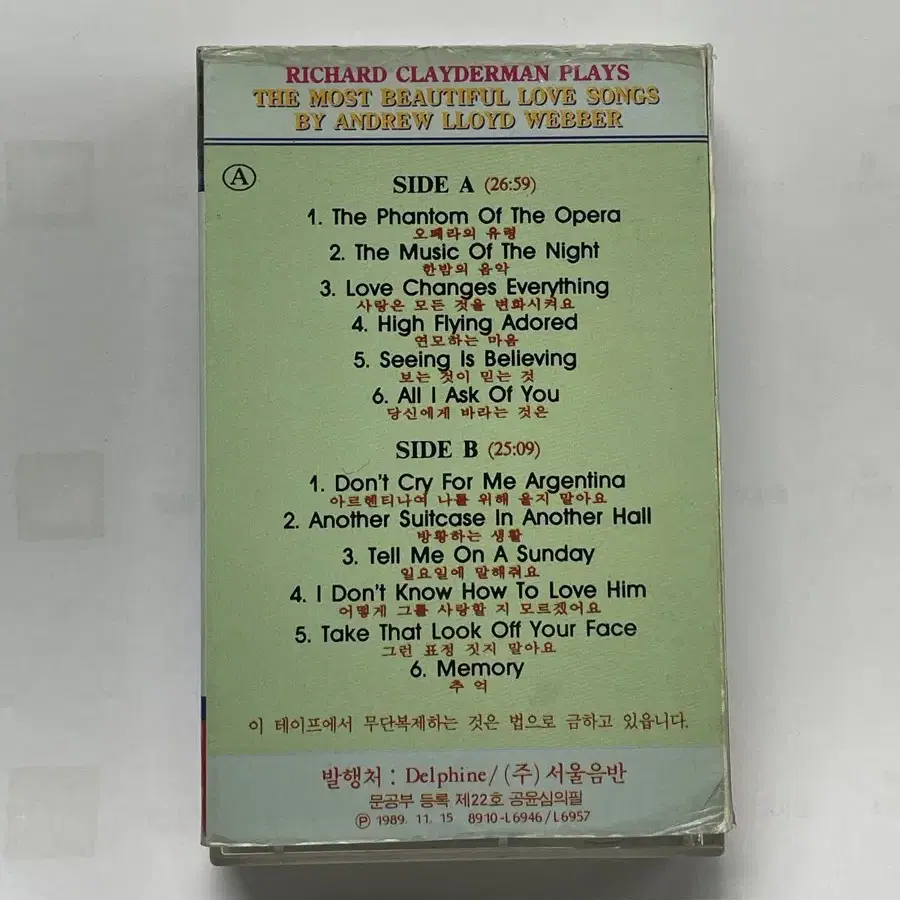 RICHARD CLAYDERMAN PLAYS
THE MOST BEAUTIFUL LOVE SONGS
BY ANDREW LLOYD WEBBER
A
SIDE A (26:59)
1. The Phantom Of The Opera
오페라의 유령
2. The Music Of The Night
한밤의 음악
3. Love Changes Everything
사랑은 모든 것을 변화시켜요
4. High Flying Adored
연모하는 마음
5. Seeing Is Believing
보는 것이 믿는 것
6. All I Ask Of You
당신에게 바라는 것은
SIDE B (25:09)
1. Don't Cry For Me Argentina
아르헨티나여 나를 위해 울지 말아요
2. Another Suitcase In Another Hall
방황하는 생활
3. Tell Me On A Sunday
일요일에 말해줘요
4. I Don't Know How To Love Him
어떻게 그를 사랑할 지 모르겠어요
5. Take That Look Off Your Face
그런 표정 짓지 말아요
6. Memory
추 억
이 테이프에서 무단복제하는 것은 법으로 금하고 있읍니다.
발행처 : Delphine/(주)서울음반
문공부 등록 제22호 공윤심의필
Ⓟ 1989. 11. 15 8910-L6946/L6957